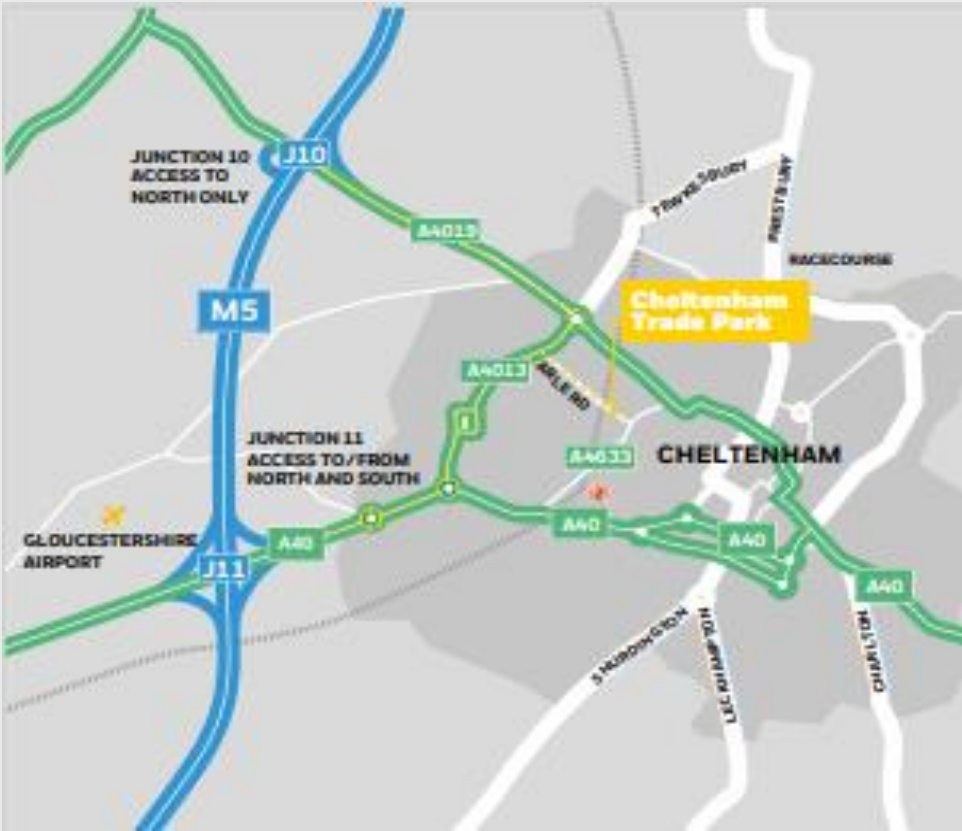 JUNCTION 10
ACCESS TO
NORTH ONLY
J10
TEWKESBURY
PRESTBURY
A4019
RACECOURSE
M5
Cheltenham
Trade Park
A4013
ARLE RD
JUNCTION 11
ACCESS TO/FROM
NORTH AND SOUTH
A4633
CHELTENHAM
GLOUCESTERSHIRE
AIRPORT
A40
A40
A40
J11
A40
SHURDINGTON
LECKHAMPTON
CHARLTON